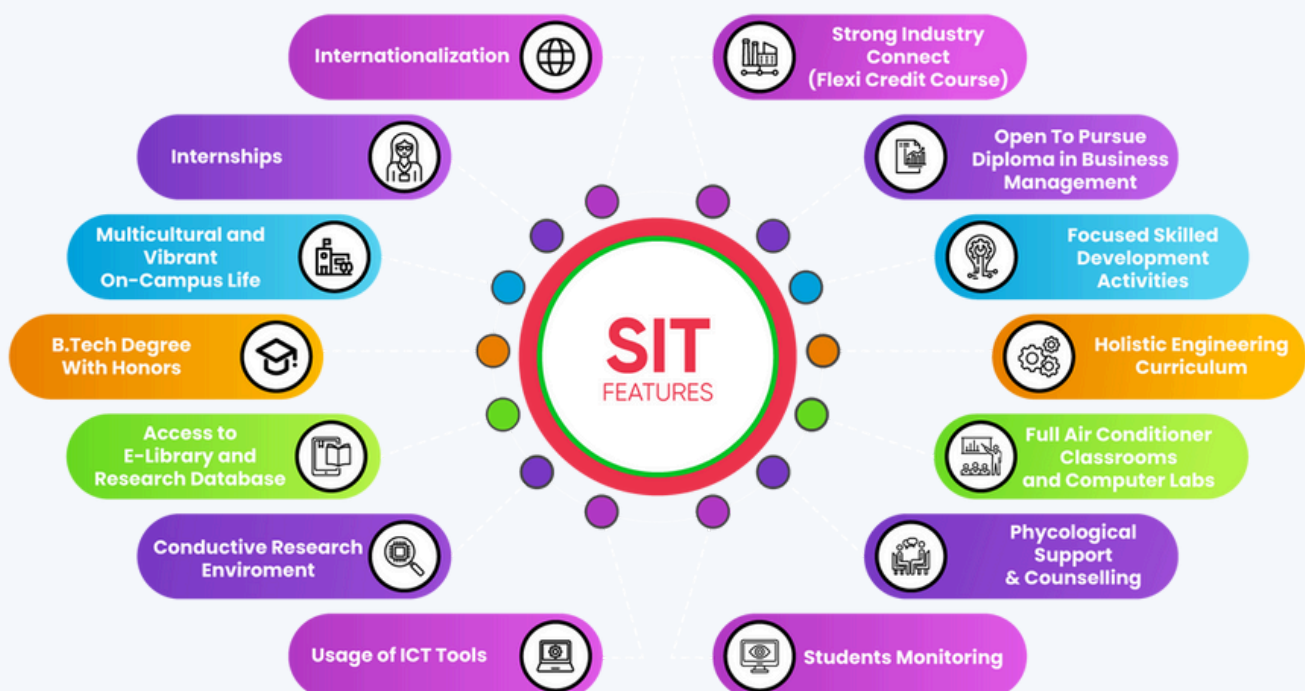 Internationalization
Strong Industry
Connect
(Flexi Credit Course)
Internships
Open To Pursue
Diploma in Business
Management
Multicultural and
Vibrant
On-Campus Life
Focused Skilled
Development
Activities
B.Tech Degree
With Honors
SIT
FEATURES
Holistic Engineering
Curriculum
Access to
E-Library and
Research Database
Full Air Conditioner
Classrooms
and Computer Labs
Conductive Research
Enviroment
Phycological
Support
& Counselling
Usage of ICT Tools
Students Monitoring